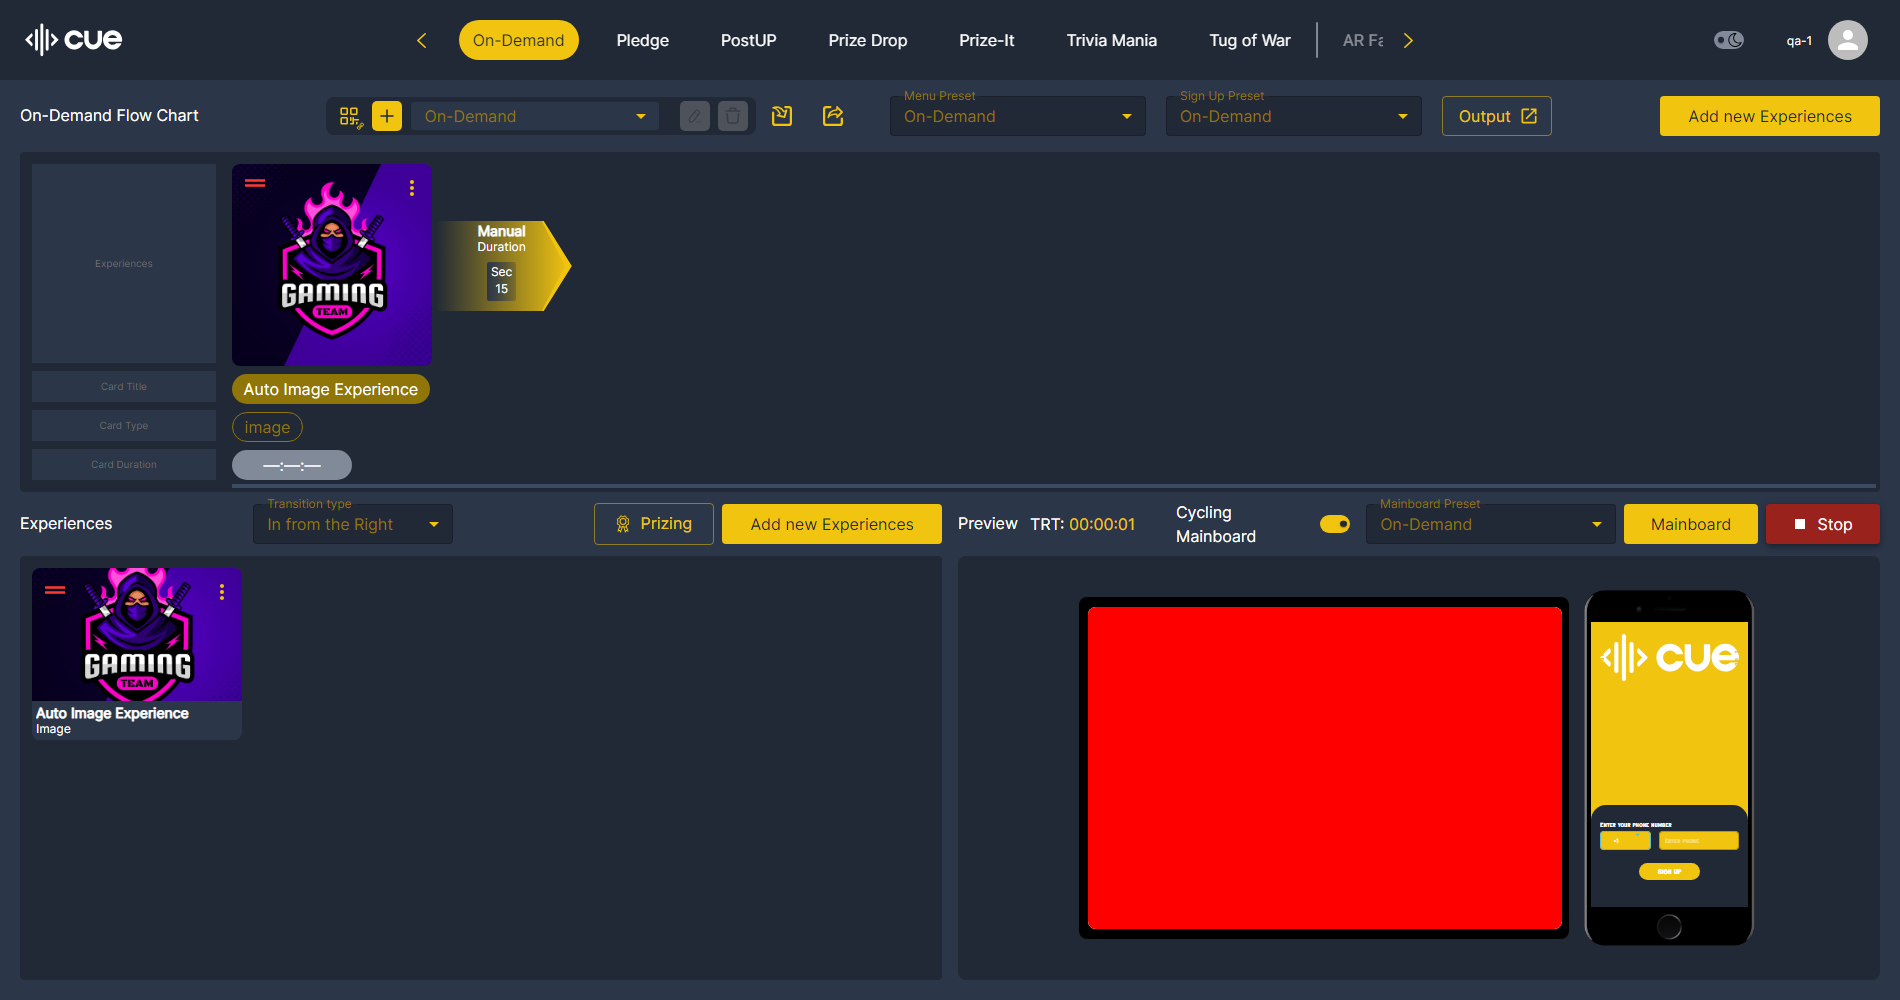 cue
On-Demand
Pledge
PostUP
Prize Drop
Prize-It
Trivia Mania
Tug of War
AR Fa
qa-1
On-Demand Flow Chart
On-Demand
Menu Preset
On-Demand
Sign Up Preset
On-Demand
Output
Add new Experiences
Experiences
Card Title
Card Type
Card Duration
GAMING
TEAM
Manual
Duration
Sec
15
Auto Image Experience
image
—:—:—
Experiences
Transition type
In from the Right
Prizing
Add new Experiences
Preview
TRT: 00:00:01
Cycling
Mainboard
Mainboard Preset
On-Demand
Mainboard
Stop
GAMING
TEAM
Auto Image Experience
Image
cue
Enter your phone number
+1
Enter phone
Sign up